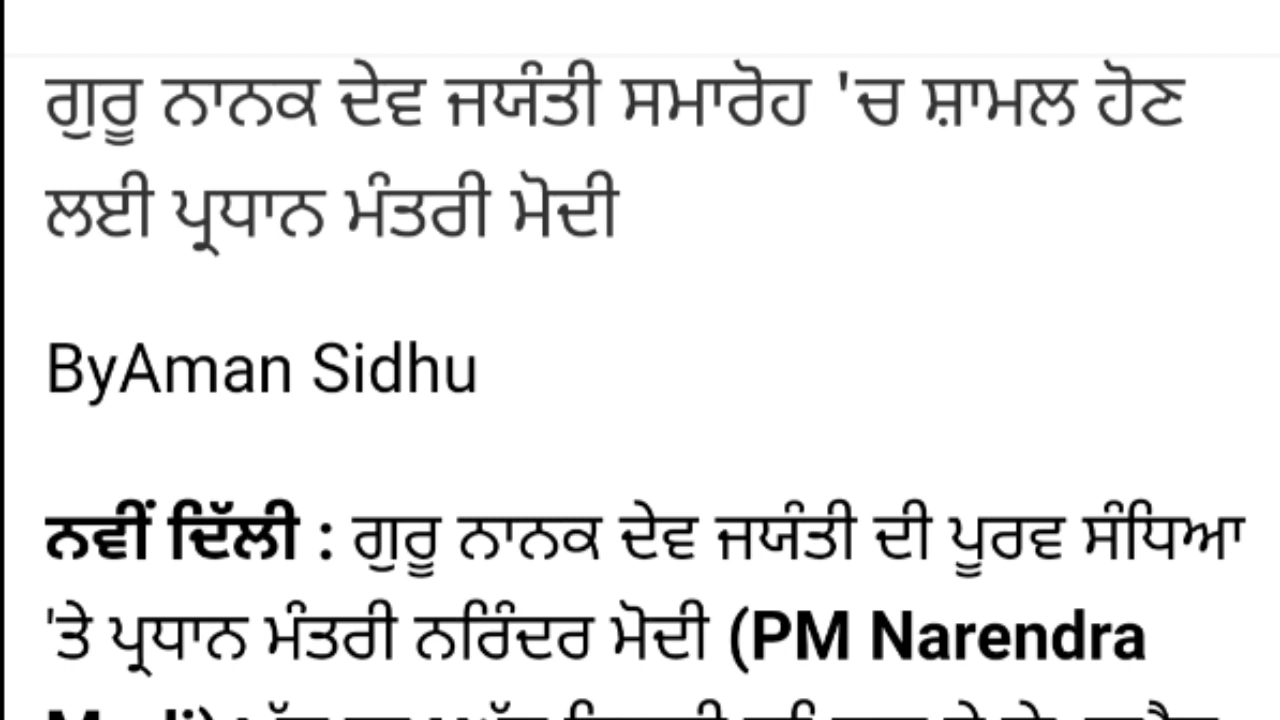 ਗੁਰੂ ਨਾਨਕ ਦੇਵ ਜਯੰਤੀ ਸਮਾਰੋਹ 'ਚ ਸ਼ਾਮਲ ਹੋਣ
ਲਈ ਪ੍ਰਧਾਨ ਮੰਤਰੀ ਮੋਦੀ
ByAman Sidhu
ਨਵੀਂ ਦਿੱਲੀ : ਗੁਰੂ ਨਾਨਕ ਦੇਵ ਜਯੰਤੀ ਦੀ ਪੂਰਵ ਸੰਧਿਆ
'ਤੇ ਪ੍ਰਧਾਨ ਮੰਤਰੀ ਨਰਿੰਦਰ ਮੋਦੀ (PM Narendra